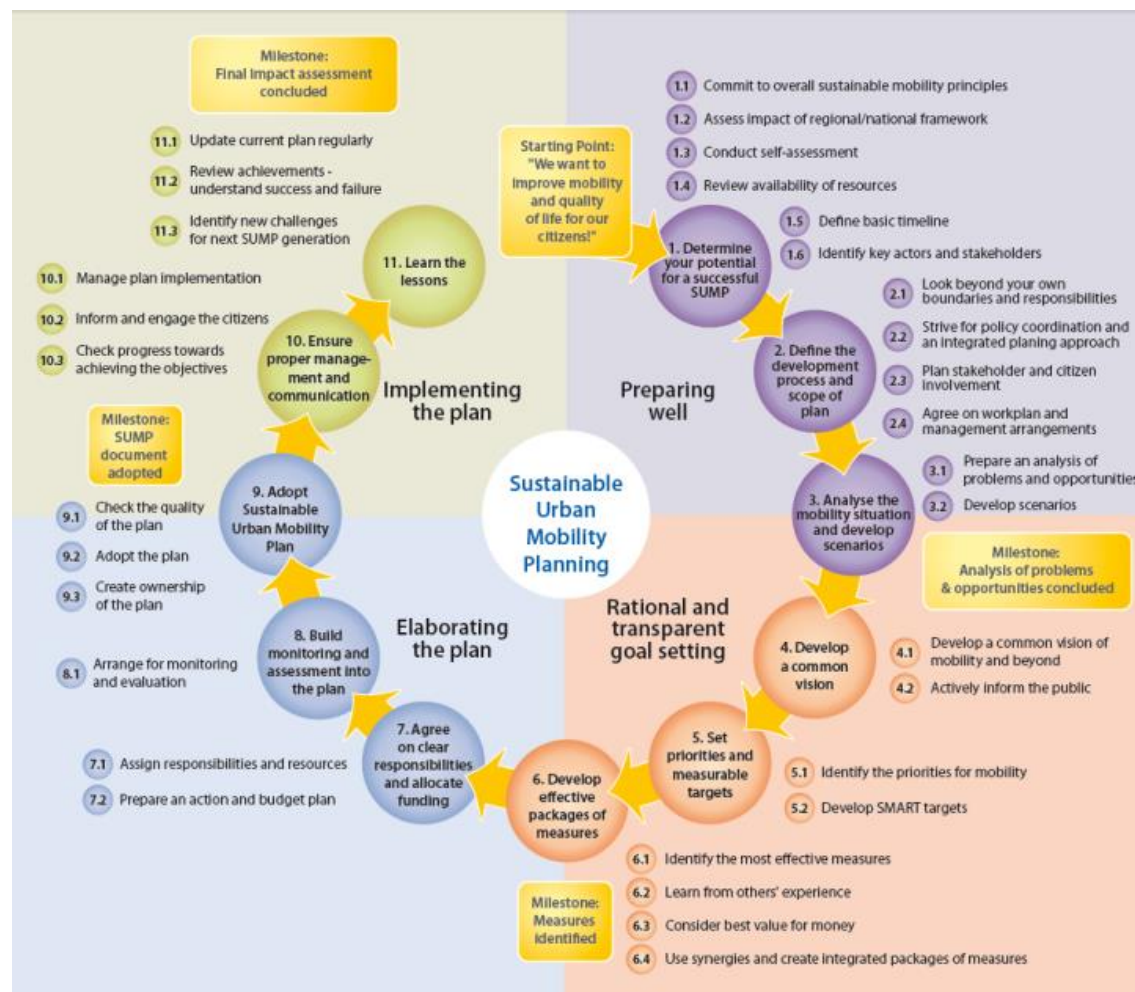 Milestone:
Final impact assessment
concluded
11.1 Update current plan regularly
11.2 Review achievements -
understand success and failure
11.3 Identify new challenges
for next SUMP generation
11. Learn the
lessons
10.1 Manage plan implementation
10.2 Inform and engage the citizens
10.3 Check progress towards
achieving the objectives
10. Ensure
proper manage-
ment and
communication
Implementing
the plan
Starting Point:
"We want to
improve mobility
and quality
of life for our
citizens!"
1.1 Commit to overall sustainable mobility principles
1.2 Assess impact of regional/national framework
1.3 Conduct self-assessment
1.4 Review availability of resources
1.5 Define basic timeline
1.6 Identify key actors and stakeholders
1. Determine
your potential
for a successful
SUMP
2.1 Look beyond your own
boundaries and responsibilities
2.2 Strive for policy coordination and
an integrated planing approach
2.3 Plan stakeholder and citizen
involvement
2.4 Agree on workplan and
management arrangements
2. Define the
development
process and
scope of
plan
Preparing
well
3.1 Prepare an analysis of
problems and opportunities
3.2 Develop scenarios
3. Analyse the
mobility situation
and develop
scenarios
Milestone:
Analysis of problems
& opportunities concluded
Sustainable
Urban
Mobility
Planning
Milestone:
SUMP
document
adopted
9.1 Check the quality
of the plan
9.2 Adopt the plan
9.3 Create ownership
of the plan
9. Adopt
Sustainable
Urban Mobility
Plan
8.1 Arrange for monitoring
and evaluation
8. Build
monitoring and
assessment into
the plan
Elaborating
the plan
7.1 Assign responsibilities and resources
7.2 Prepare an action and budget plan
7. Agree
on clear
responsibilities
and allocate
funding
Rational and
transparent
goal setting
4. Develop
a common
vision
4.1 Develop a common vision of
mobility and beyond
4.2 Actively inform the public
5. Set
priorities and
measurable
targets
5.1 Identify the priorities for mobility
5.2 Develop SMART targets
6. Develop
effective
packages of
measures
Milestone:
Measures
identified
6.1 Identify the most effective measures
6.2 Learn from others' experience
6.3 Consider best value for money
6.4 Use synergies and create integrated packages of measures